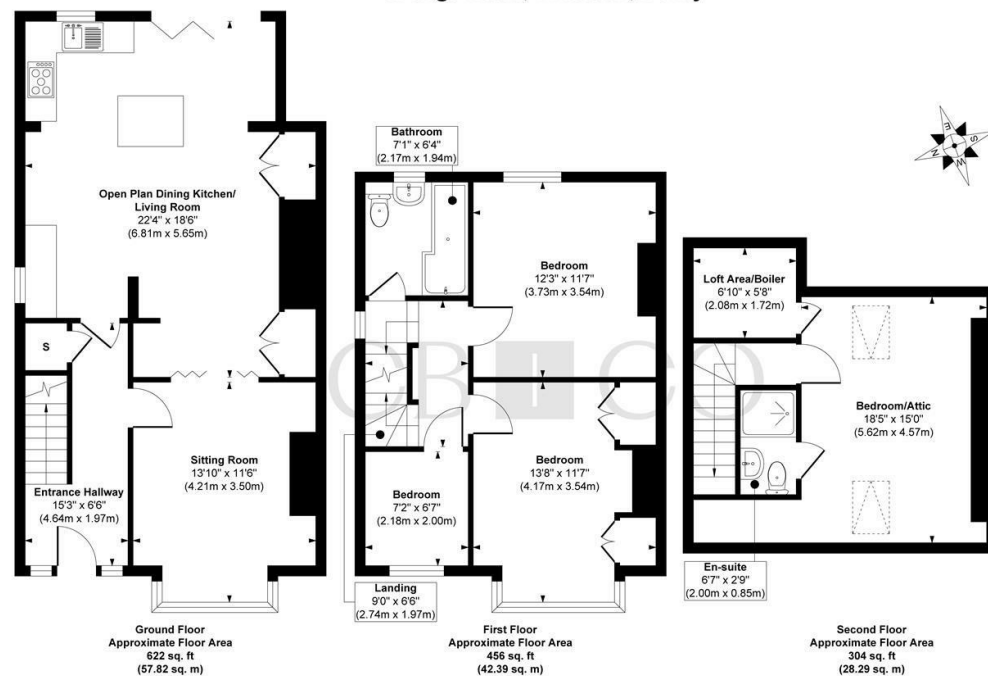 Bathroom
7'1" x 6'4"
(2.17m x 1.94m)
E
S
N
W
Open Plan Dining Kitchen/
Living Room
22'4" x 18'6"
(6.81m x 5.65m)
Bedroom
12'3" x 11'7"
(3.73m x 3.54m)
Loft Area/Boiler
6'10" x 5'8"
(2.08m x 1.72m)
S
CB I CO
Bedroom/Attic
18'5" x 15'0"
(5.62m x 4.57m)
Sitting Room
13'10" x 11'6"
(4.21m x 3.50m)
Bedroom
13'8" x 11'7"
(4.17m x 3.54m)
Entrance Hallway
15'3" x 6'6"
(4.64m x 1.97m)
Bedroom
7'2" x 6'7"
(2.18m x 2.00m)
En-suite
6'7" x 2'9"
(2.00m x 0.85m)
Landing
9'0" x 6'6"
(2.74m x 1.97m)
Ground Floor
Approximate Floor Area
622 sq. ft
(57.82 sq. m)
First Floor
Approximate Floor Area
456 sq. ft
(42.39 sq. m)
Second Floor
Approximate Floor Area
304 sq. ft
(28.29 sq. m)